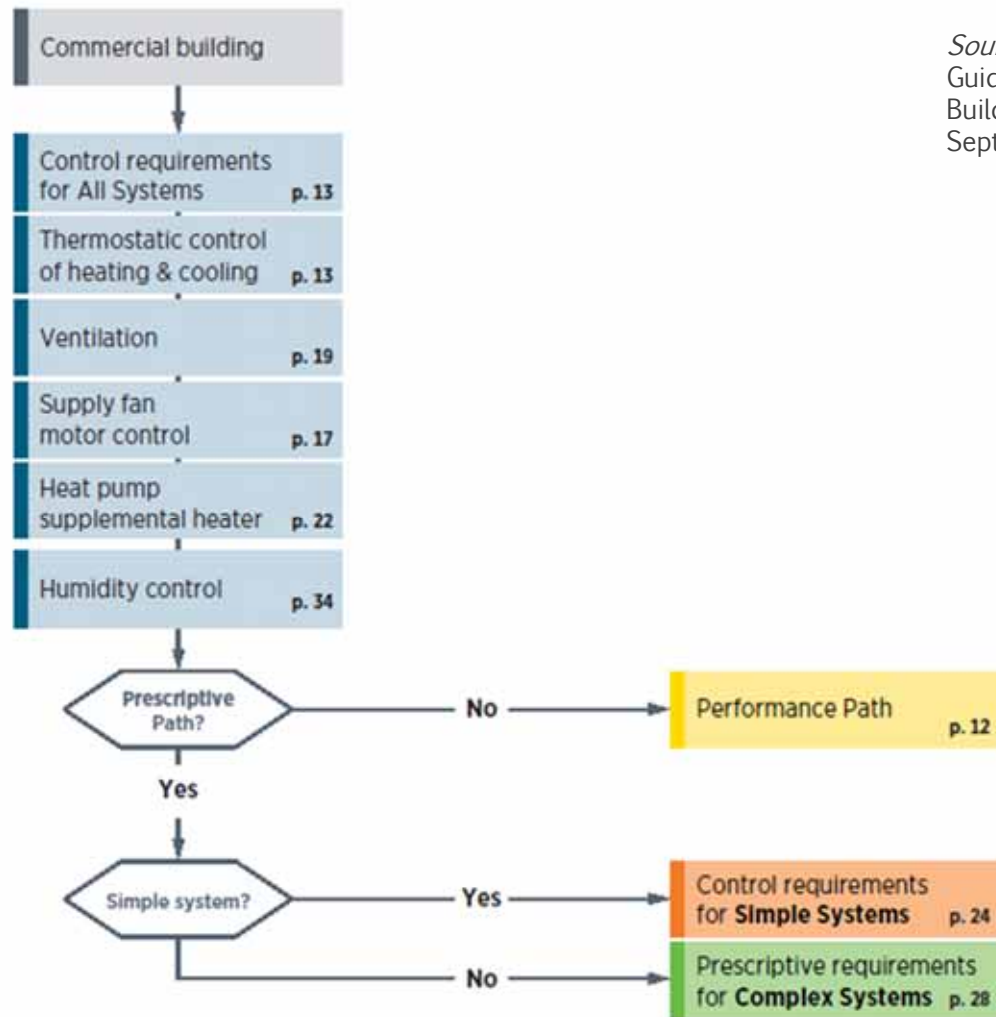 Commercial building
Control requirements
for All Systems p. 13
Thermostatic control
of heating & cooling p. 13
Ventilation
p. 19
Supply fan
motor control p. 17
Heat pump
supplemental heater p. 22
Humidity control
p. 34
Prescriptive
Path?
No
Performance Path
p. 12
Yes
Simple system?
Yes
Control requirements
for Simple Systems p. 24
No
Prescriptive requirements
for Complex Systems p. 28